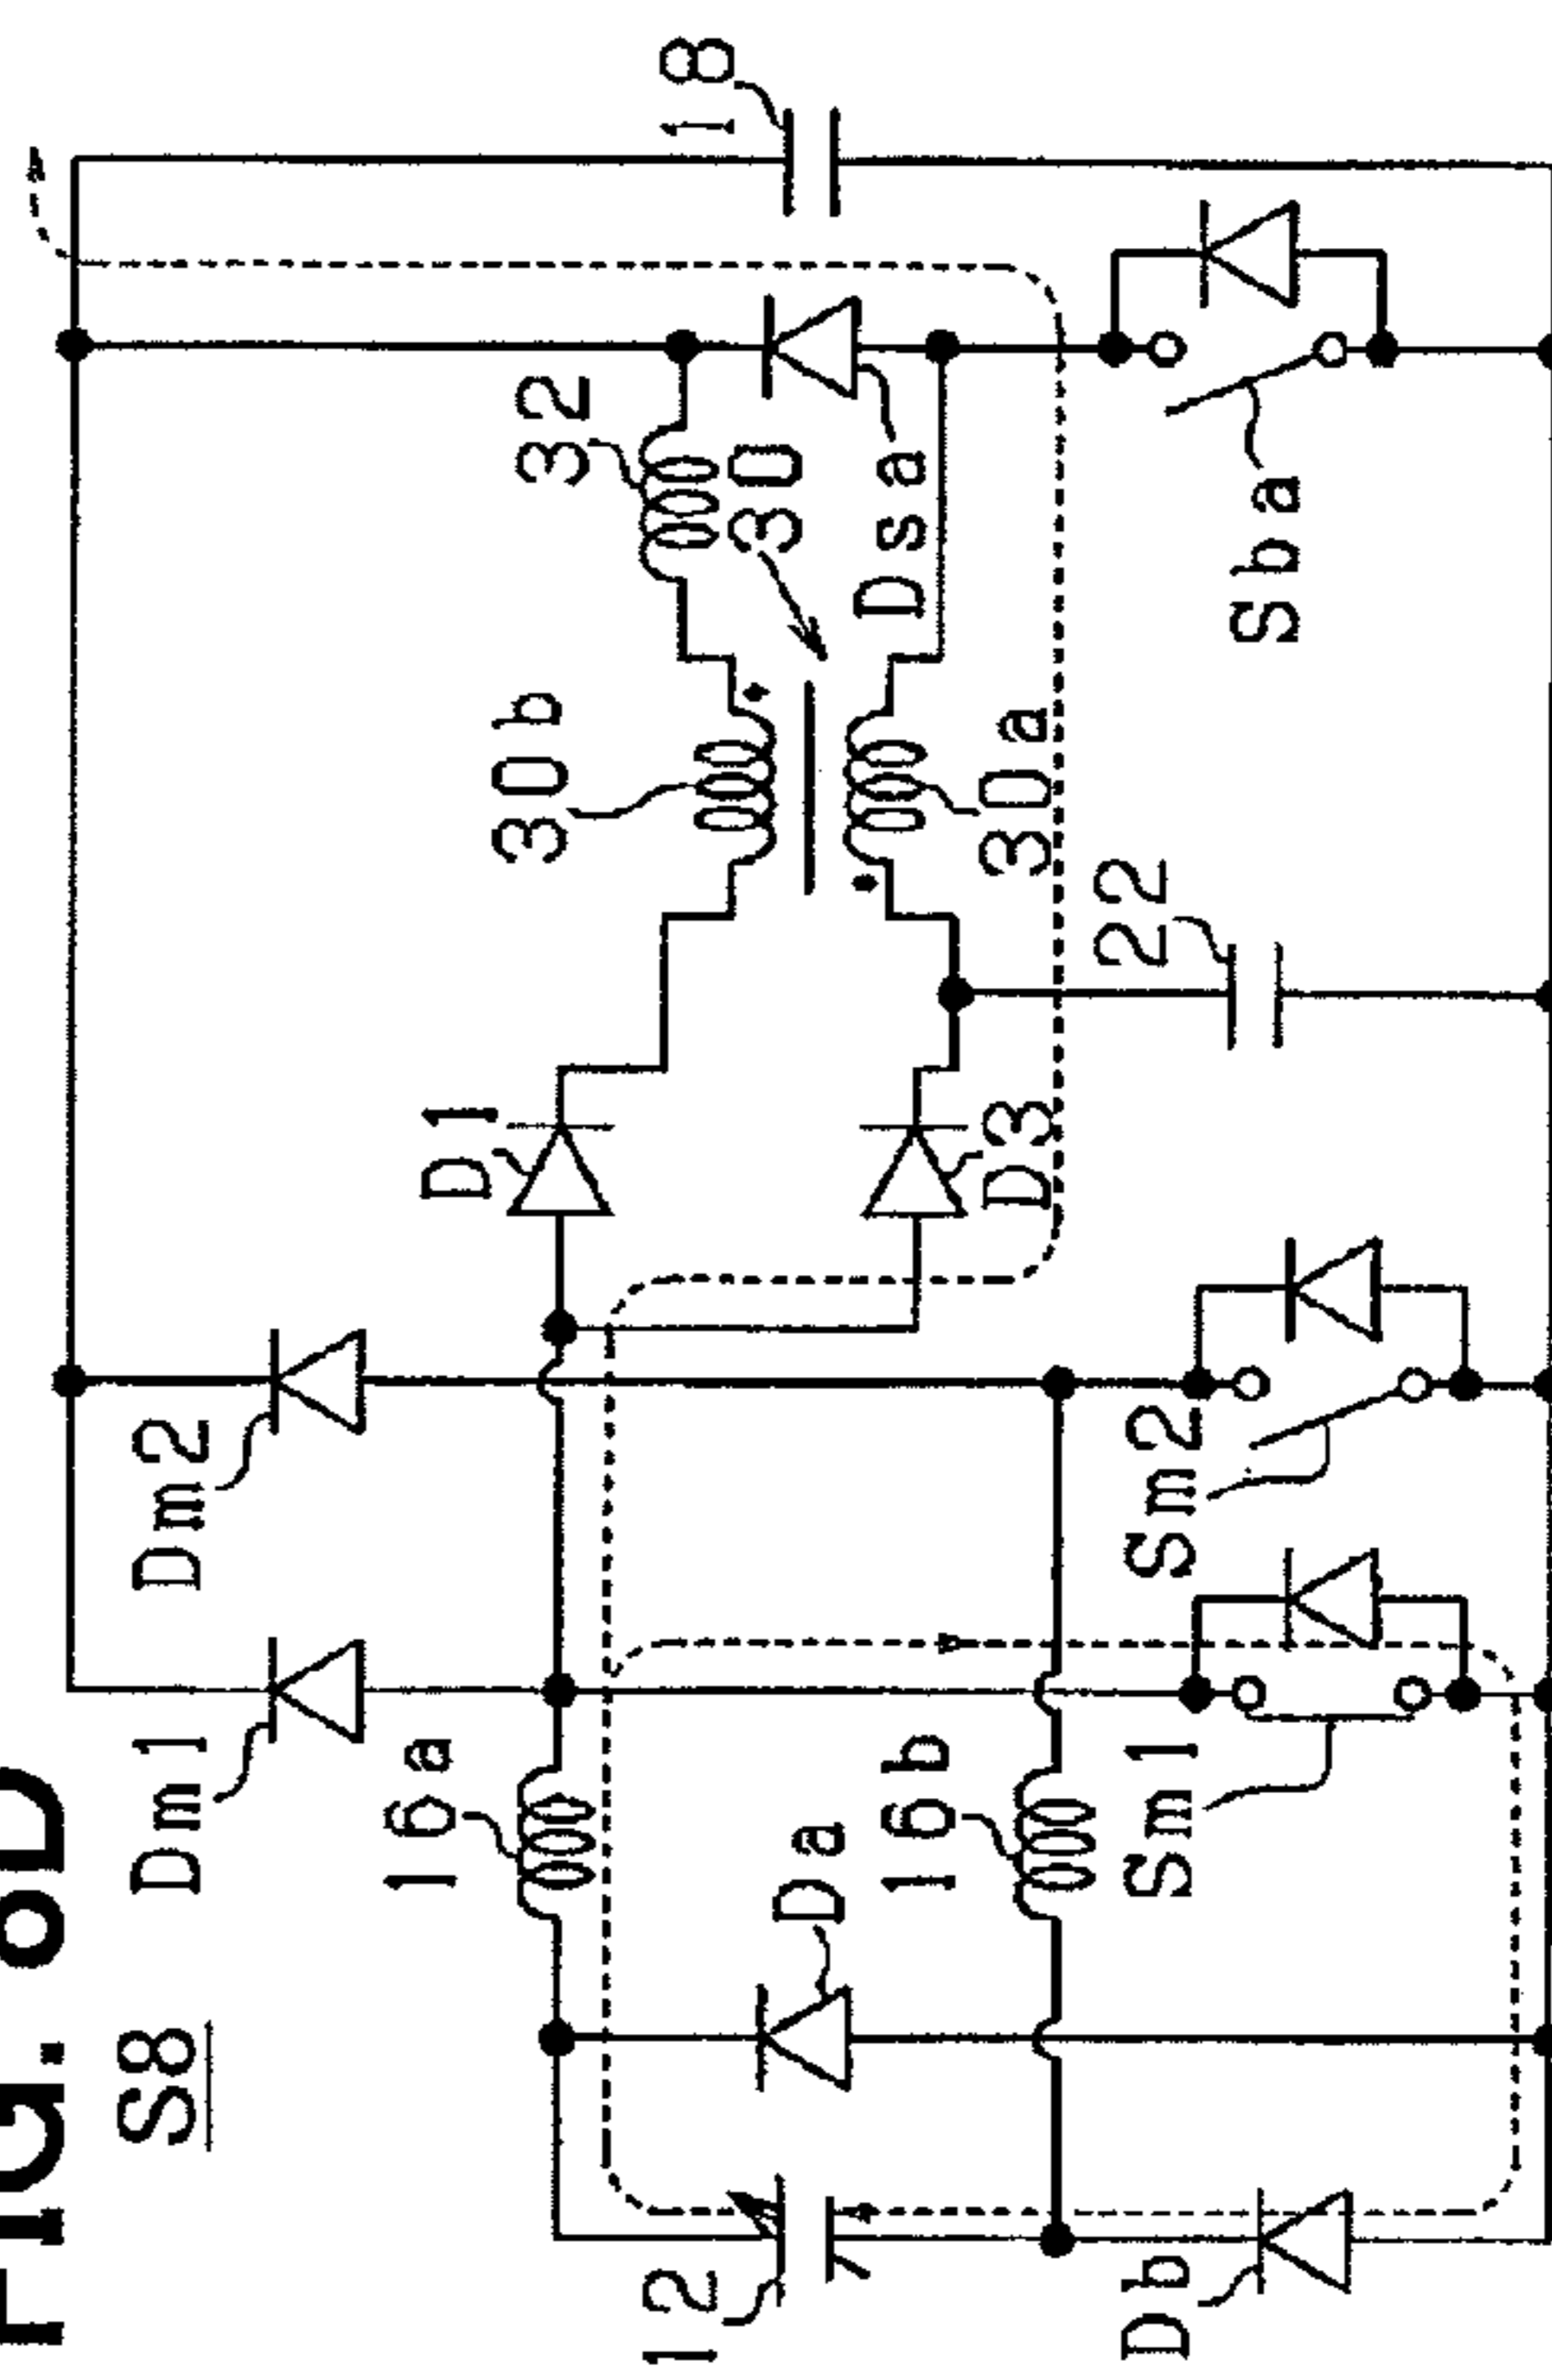 FIG. 8D
S8
Dm1
Dm2
16a
D1
30b
32
18
12
Da
16b
D3
30a
30
Dsa
22
Db
Sm1
Sm2
Sba